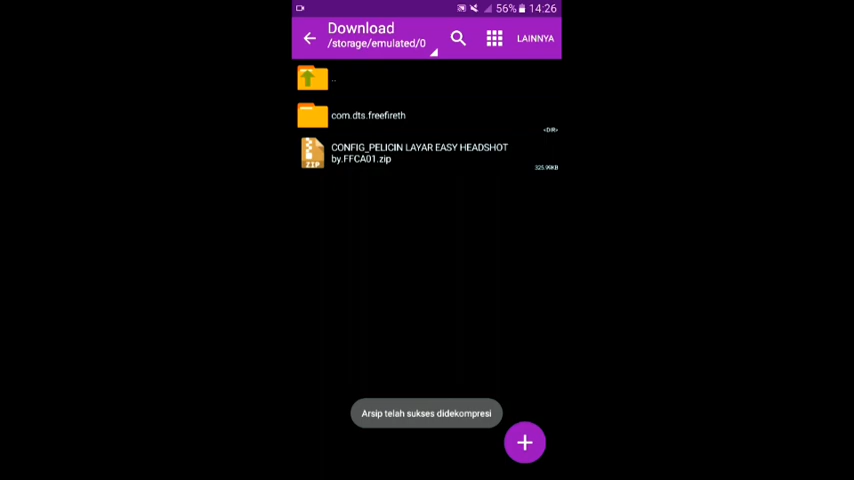 56% 14:26
Download
/storage/emulated/0
LAINNYA
..
com.dts.freefireth
<DIR>
CONFIG_PELICIN LAYAR EASY HEADSHOT
by.FFCA01.zip
ZIP
325.99KB
Arsip telah sukses didekompresi